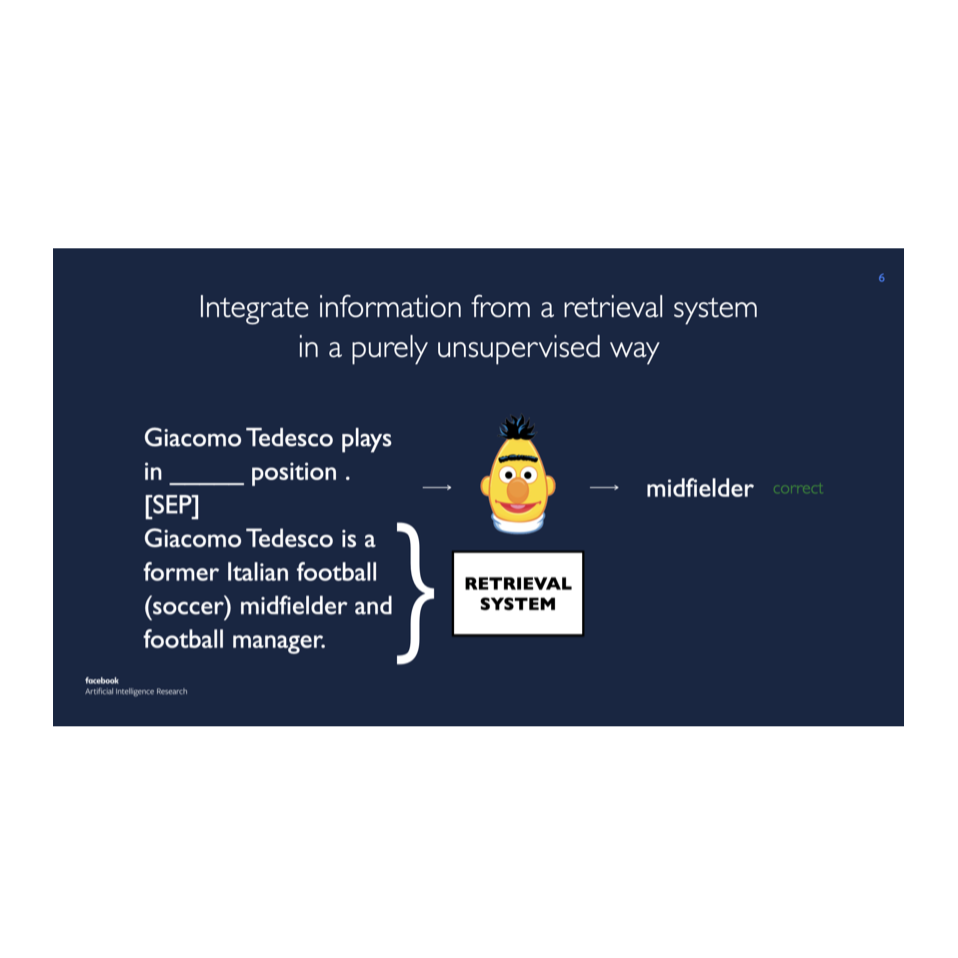 6
Integrate information from a retrieval system
in a purely unsupervised way
Giacomo Tedesco plays
in ______ position .
[SEP]
Giacomo Tedesco is a
former Italian football
(soccer) midfielder and
football manager.
RETRIEVAL
SYSTEM
midfielder correct
facebook
Artificial Intelligence Research